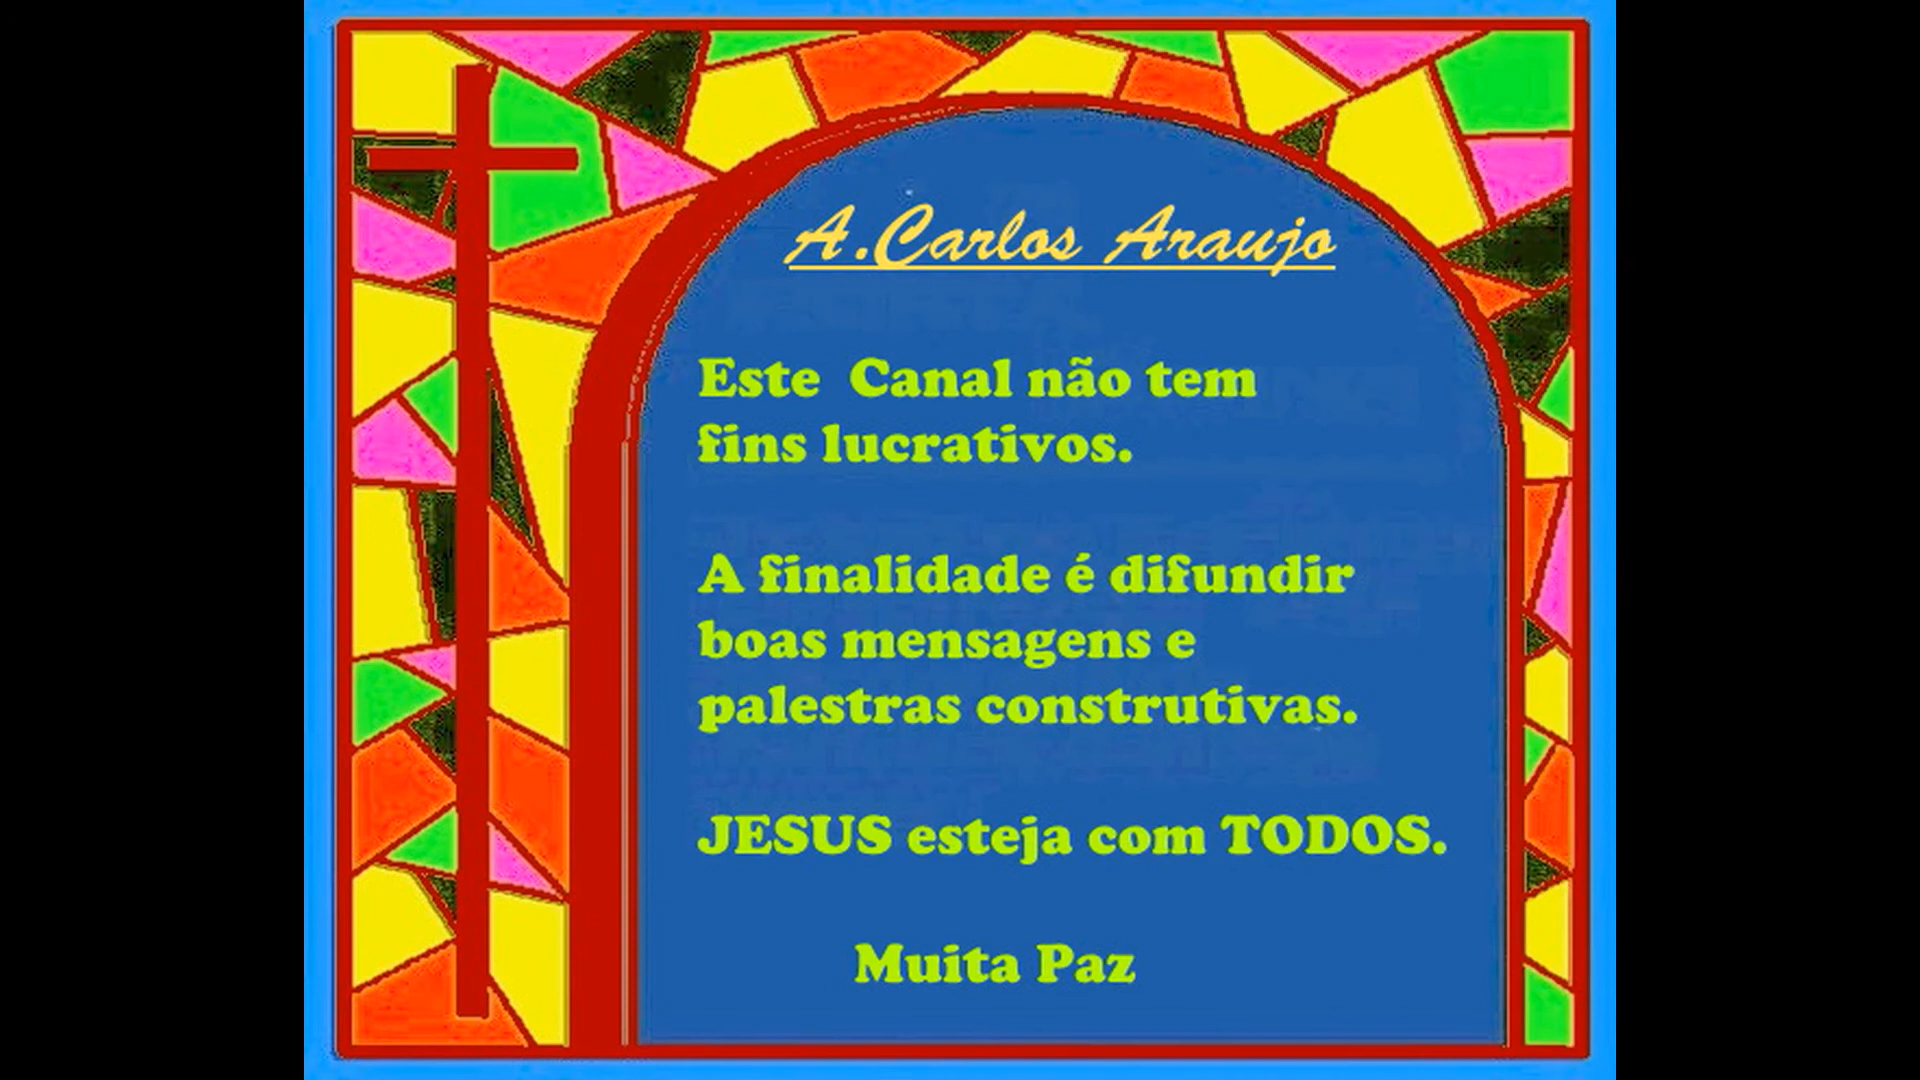 A.Carlos Araujo
Este Canal não tem
fins lucrativos.
A finalidade é difundir
boas mensagens e
palestras construtivas.
JESUS esteja com TODOS.
Muita Paz